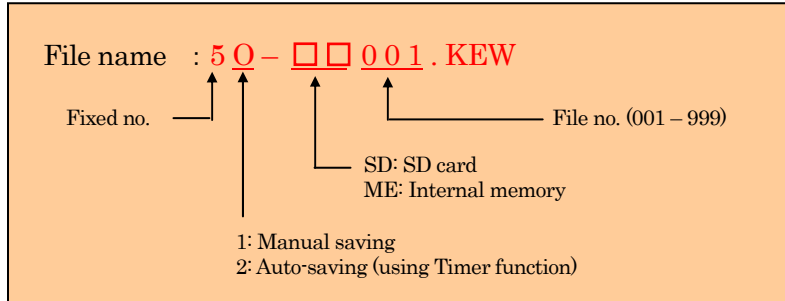 File name : 5 O – □□ 0 0 1 . KEW
Fixed no.
File no. (001 – 999)
SD: SD card
ME: Internal memory
1: Manual saving
2: Auto-saving (using Timer function)